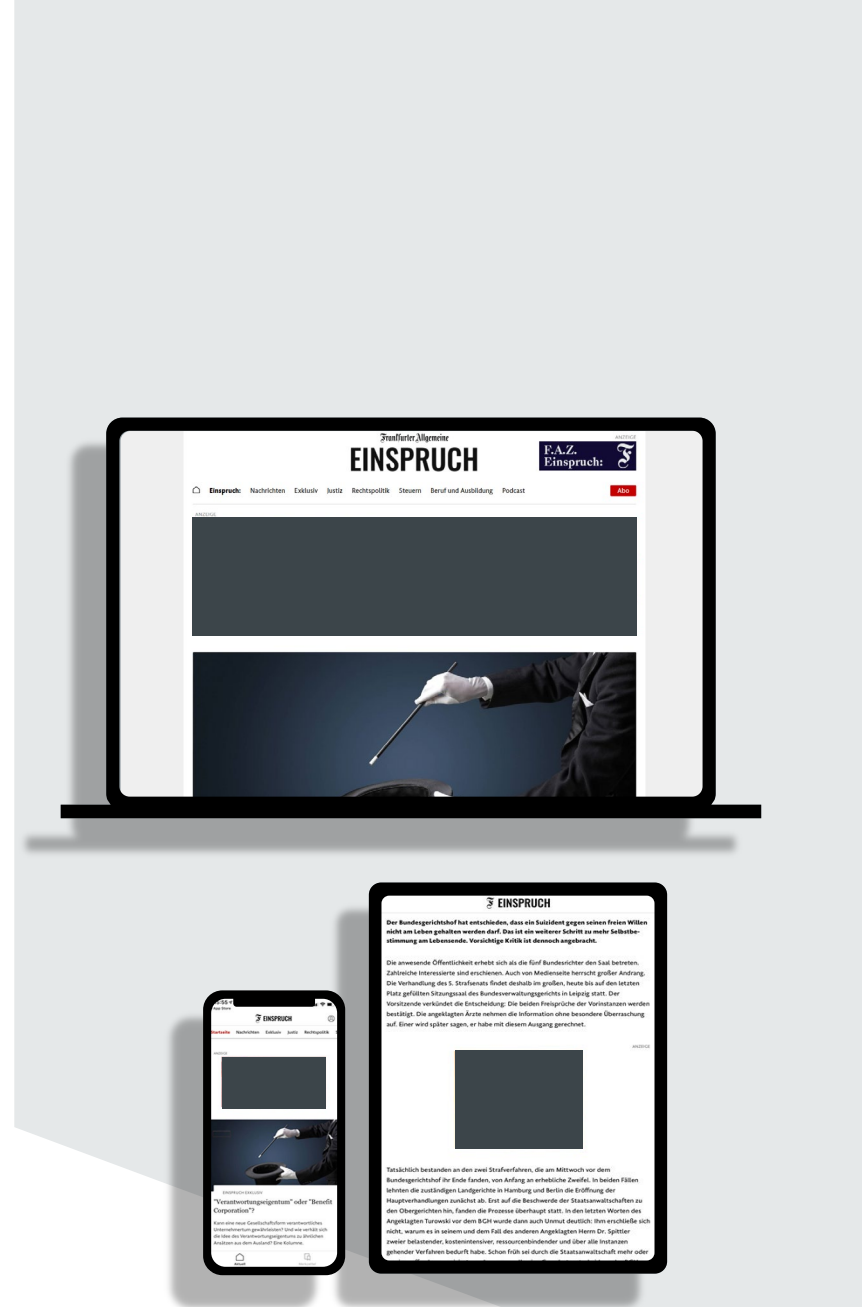 Frankfurter Allgemeine
EINSPRUCH
ANZEIGE
F.A.Z.
Einspruch:
Einspruch: Nachrichten Exklusiv Justiz Rechtspolitik Steuern Beruf und Ausbildung Podcast
Abo
ANZEIGE
EINSPRUCH
Der Bundesgerichtshof hat entschieden, dass ein Suizident gegen seinen freien Willen
nicht am Leben gehalten werden darf. Das ist ein weiterer Schritt zu mehr Selbstbe-
stimmung am Lebensende. Vorsichtige Kritik ist dennoch angebracht.
Die anwesende Öffentlichkeit erhebt sich als die fünf Bundesrichter den Saal betreten.
Zahlreiche Interessierte sind erschienen. Auch von Medienseite herrscht großer Andrang.
Die Verhandlung des 5. Strafsenats findet deshalb im großen, heute bis auf den letzten
Platz gefüllten Sitzungssaal des Bundesverwaltungsgerichts in Leipzig statt. Der
Vorsitzende verkündet die Entscheidung: Die beiden Freisprüche der Vorinstanzen werden
bestätigt. Die angeklagten Ärzte nehmen die Information ohne besondere Überraschung
auf. Einer wird später sagen, er habe mit diesem Ausgang gerechnet.
ANZEIGE
Tatsächlich bestanden an den zwei Strafverfahren, die am Mittwoch vor dem
Bundesgerichtshof ihr Ende fanden, von Anfang an erhebliche Zweifel. In beiden Fällen
lehnten die zuständigen Landgerichte in Hamburg und Berlin die Eröffnung der
Hauptverhandlungen zunächst ab. Erst auf die Beschwerde der Staatsanwaltschaften zu
den Obergerichten hin, fanden die Prozesse überhaupt statt. In den letzten Worten des
Angeklagten Turowski vor dem BGH wurde dann auch Unmut deutlich: Ihm erschließe sich
nicht, warum es in seinem und dem Fall des anderen Angeklagten Herrn Dr. Spittler
zweier belastender, kostenintensiver, ressourcenbindender und über alle Instanzen
gehender Verfahren bedurft habe. Schon früh sei durch die Staatsanwaltschaft mehr oder
App Store
EINSPRUCH
Startseite Nachrichten Exklusiv Justiz Rechtspolitik
ANZEIGE
EINSPRUCH EXKLUSIV
"Verantwortungseigentum" oder "Benefit
Corporation"?
Kann eine neue Gesellschaftsform verantwortliches
Unternehmertum gewährleisten? Und wie verhält sich
die Idee des Verantwortungseigentums zu ähnlichen
Ansätzen aus dem Ausland? Eine Kolumne.
Aktuell